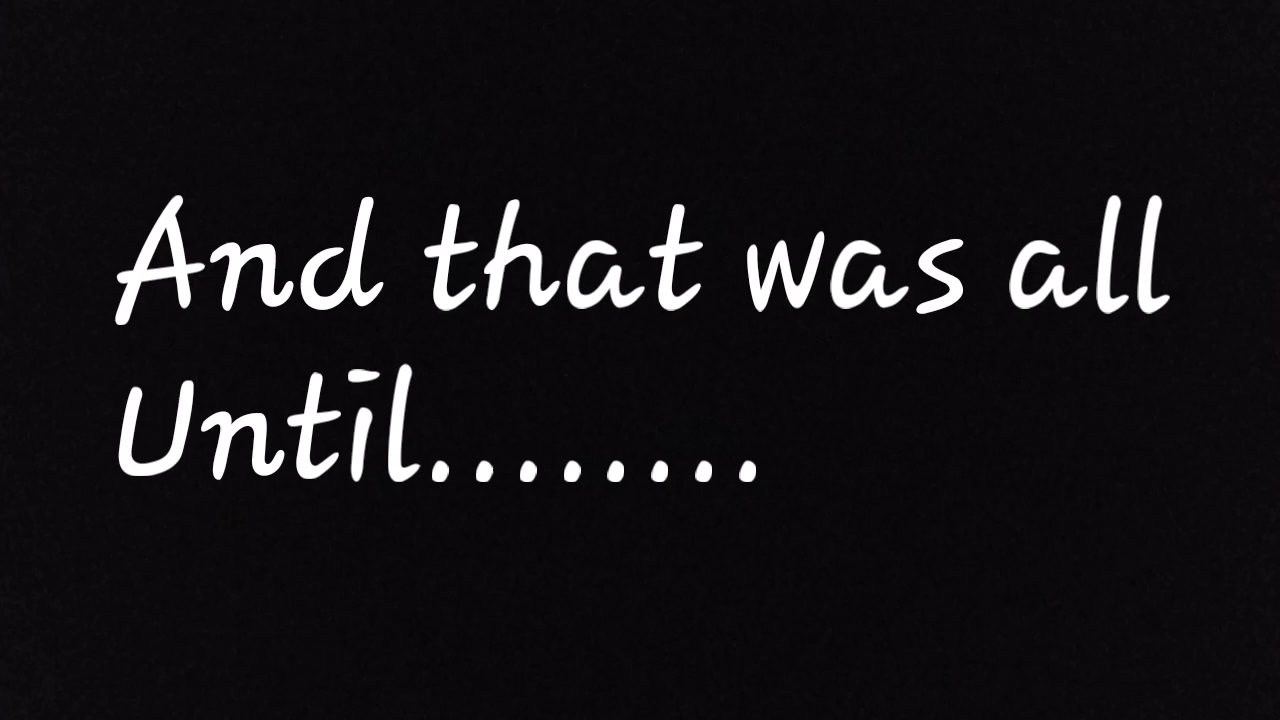 And that was all
Until........